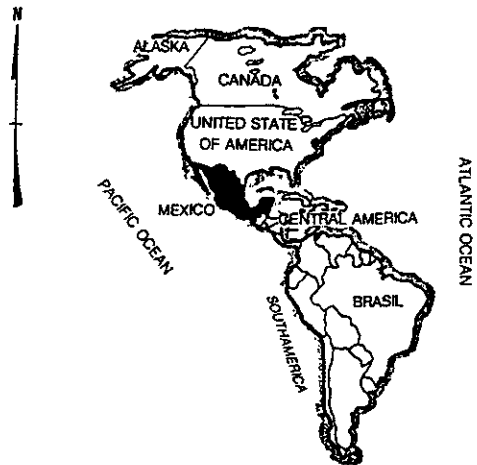 N
ALASKA
CANADA
UNITED STATE
OF AMERICA
MEXICO
CENTRAL AMERICA
PACIFIC OCEAN
ATLANTIC OCEAN
BRASIL
SOUTHAMERICA